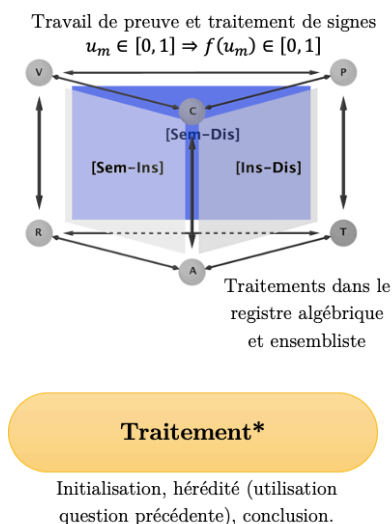 Travail de preuve et traitement de signes
u_m ∈ [0, 1] ⇒ f(u_m) ∈ [0, 1]
V
P
C
[Sem–Dis]
[Sem–Ins]
[Ins–Dis]
R
T
A
Traitements dans le
registre algébrique
et ensembliste
Traitement*
Initialisation, hérédité (utilisation
question précédente), conclusion.